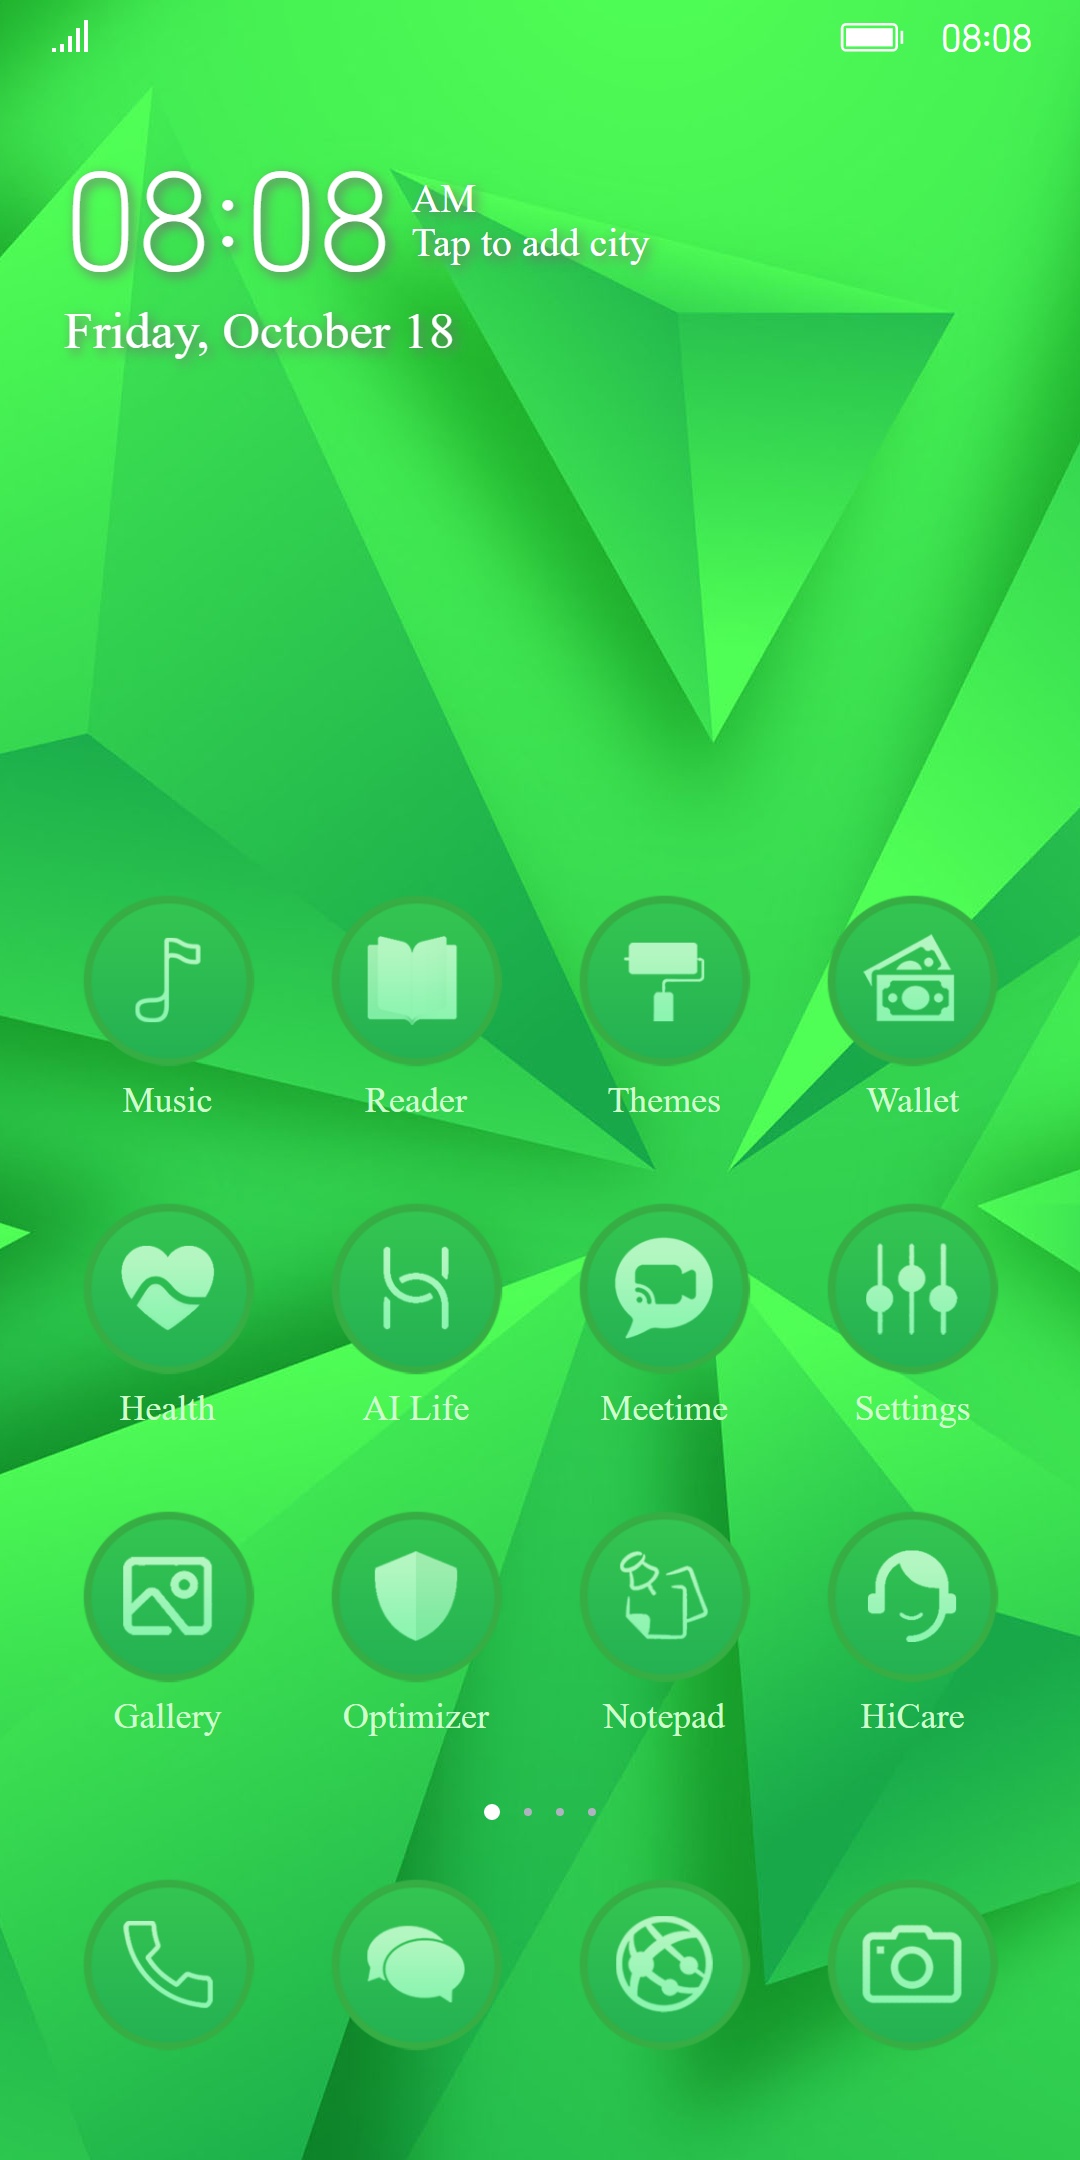 08:08
08:08
AM
Tap to add city
Friday, October 18
Music
Reader
Themes
Wallet
Health
AI Life
Meetime
Settings
Gallery
Optimizer
Notepad
HiCare